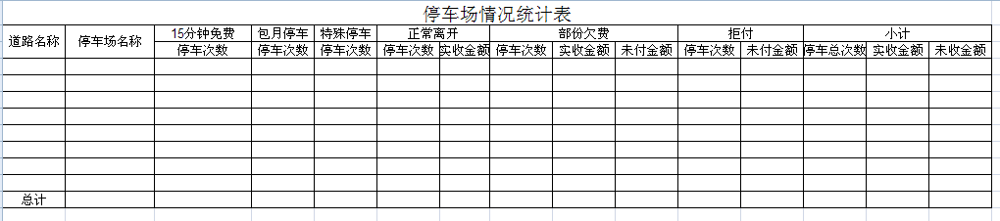 停车场情况统计表
道路名称 停车场名称 15分钟免费 包月停车 特殊停车 正常离开 部份欠费 拒付 小计
停车次数 停车次数 停车次数 停车次数 实收金额 停车次数 实收金额 未付金额 停车次数 未付金额 停车总次数 实收金额 未收金额
总计